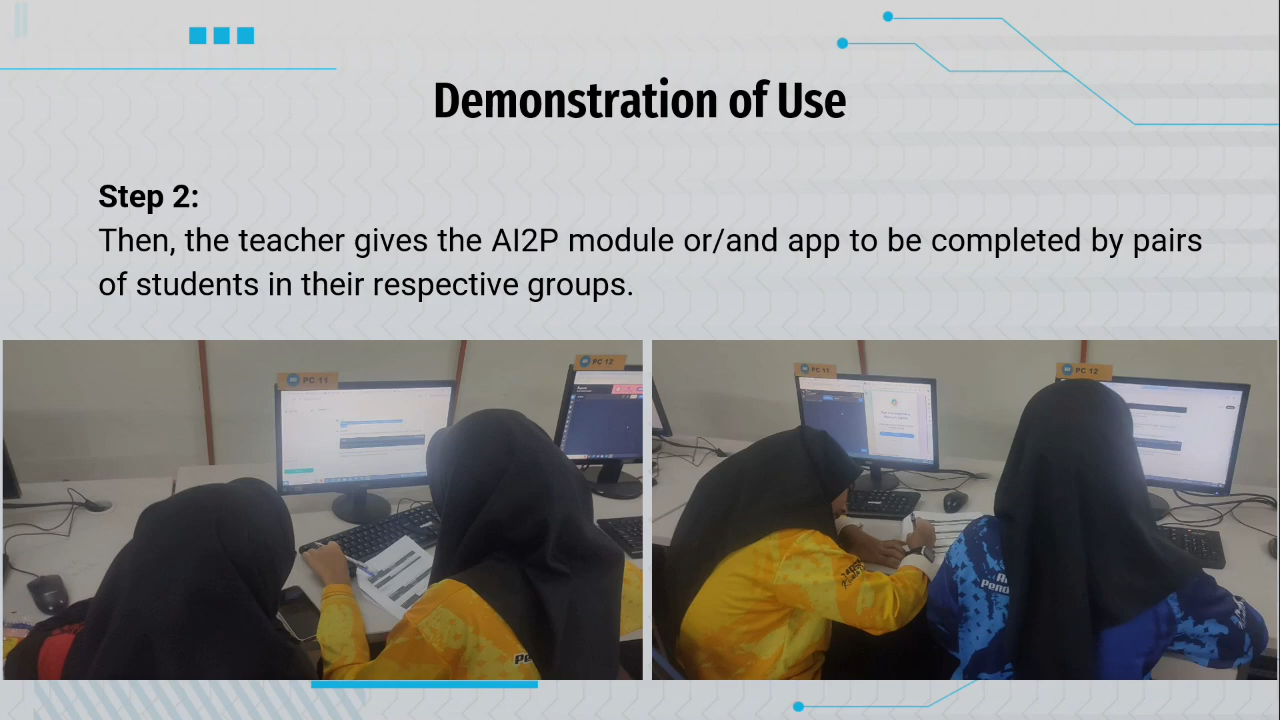 Demonstration of Use
Step 2:
Then, the teacher gives the AI2P module or/and app to be completed by pairs
of students in their respective groups.
PC 11
PC 12
PC 11
PC 12